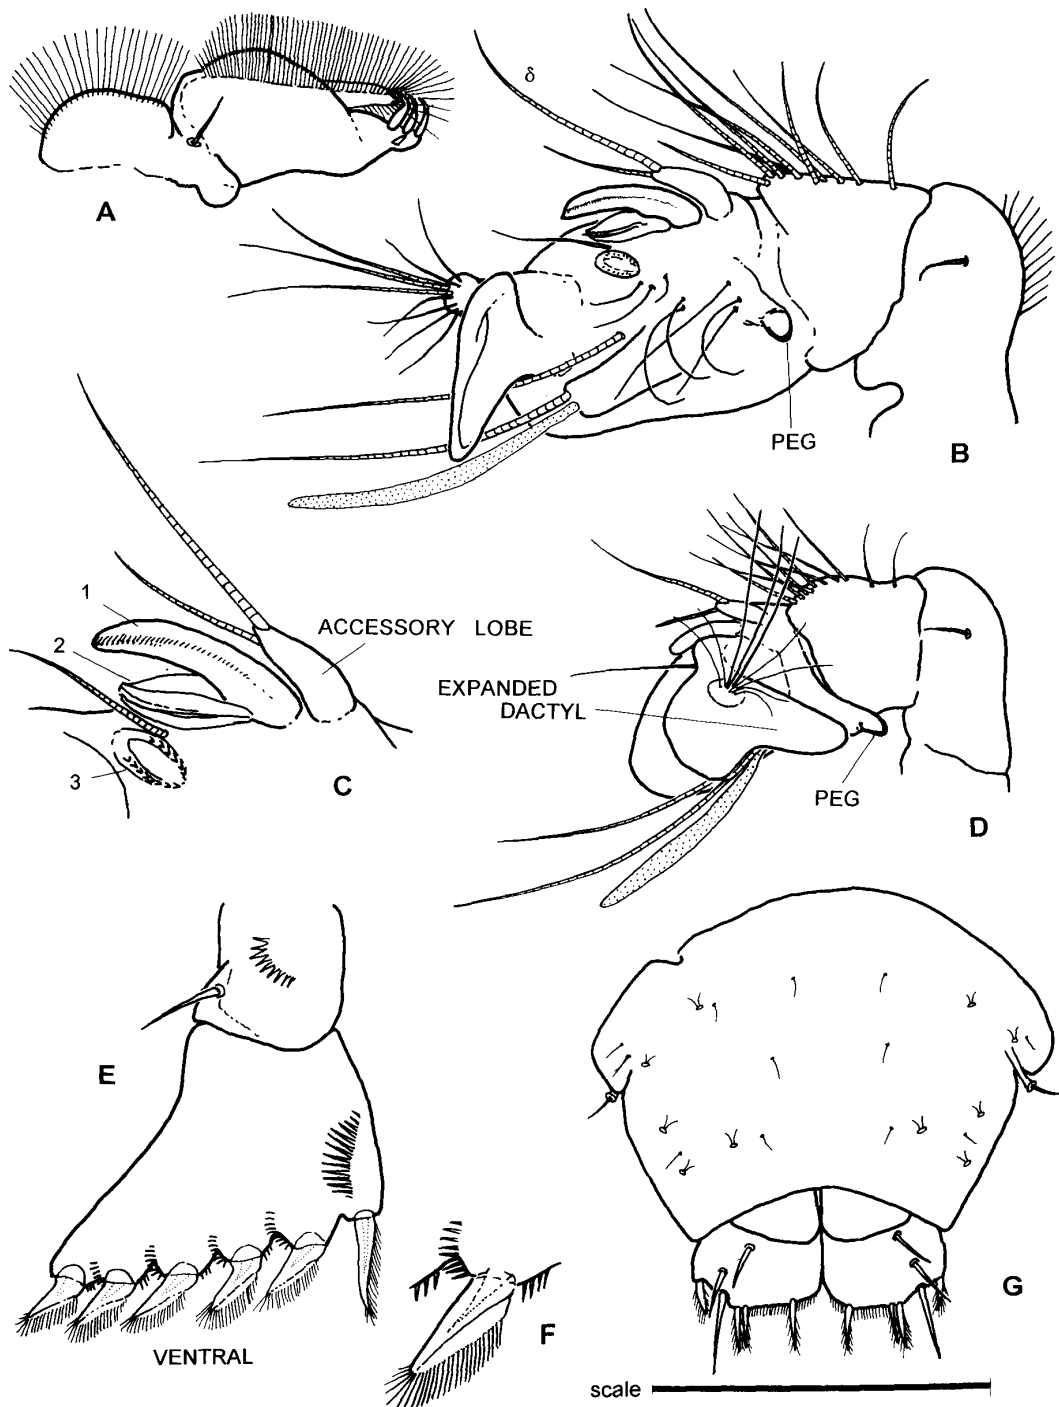 δ
A
PEG
B
1
ACCESSORY LOBE
2
3
C
EXPANDED
DACTYL
PEG
D
E
VENTRAL
F
G
scale